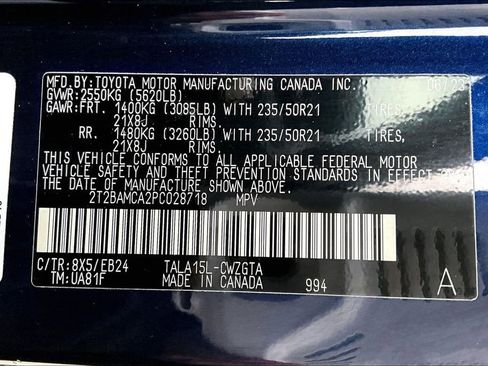 MFD. BY: TOYOTA MOTOR MANUFACTURING CANADA INC.
GVWR: 2550KG (5620LB)
GAWR: FRT. 1400KG (3085LB) WITH 235/50R21 TIRES,
21X8J RIMS.
RR. 1480KG (3260LB) WITH 235/50R21 TIRES,
21X8J RIMS.
THIS VEHICLE CONFORMS TO ALL APPLICABLE FEDERAL MOTOR
VEHICLE SAFETY AND THEFT PREVENTION STANDARDS IN EFFECT ON
THE DATE OF MANUFACTURE SHOWN ABOVE.
2T2BAMCA2PC028718 MPV
C/TR: 8X5/EB24 TALA15L-CWZGTA
TM: UA81F MADE IN CANADA 994 A